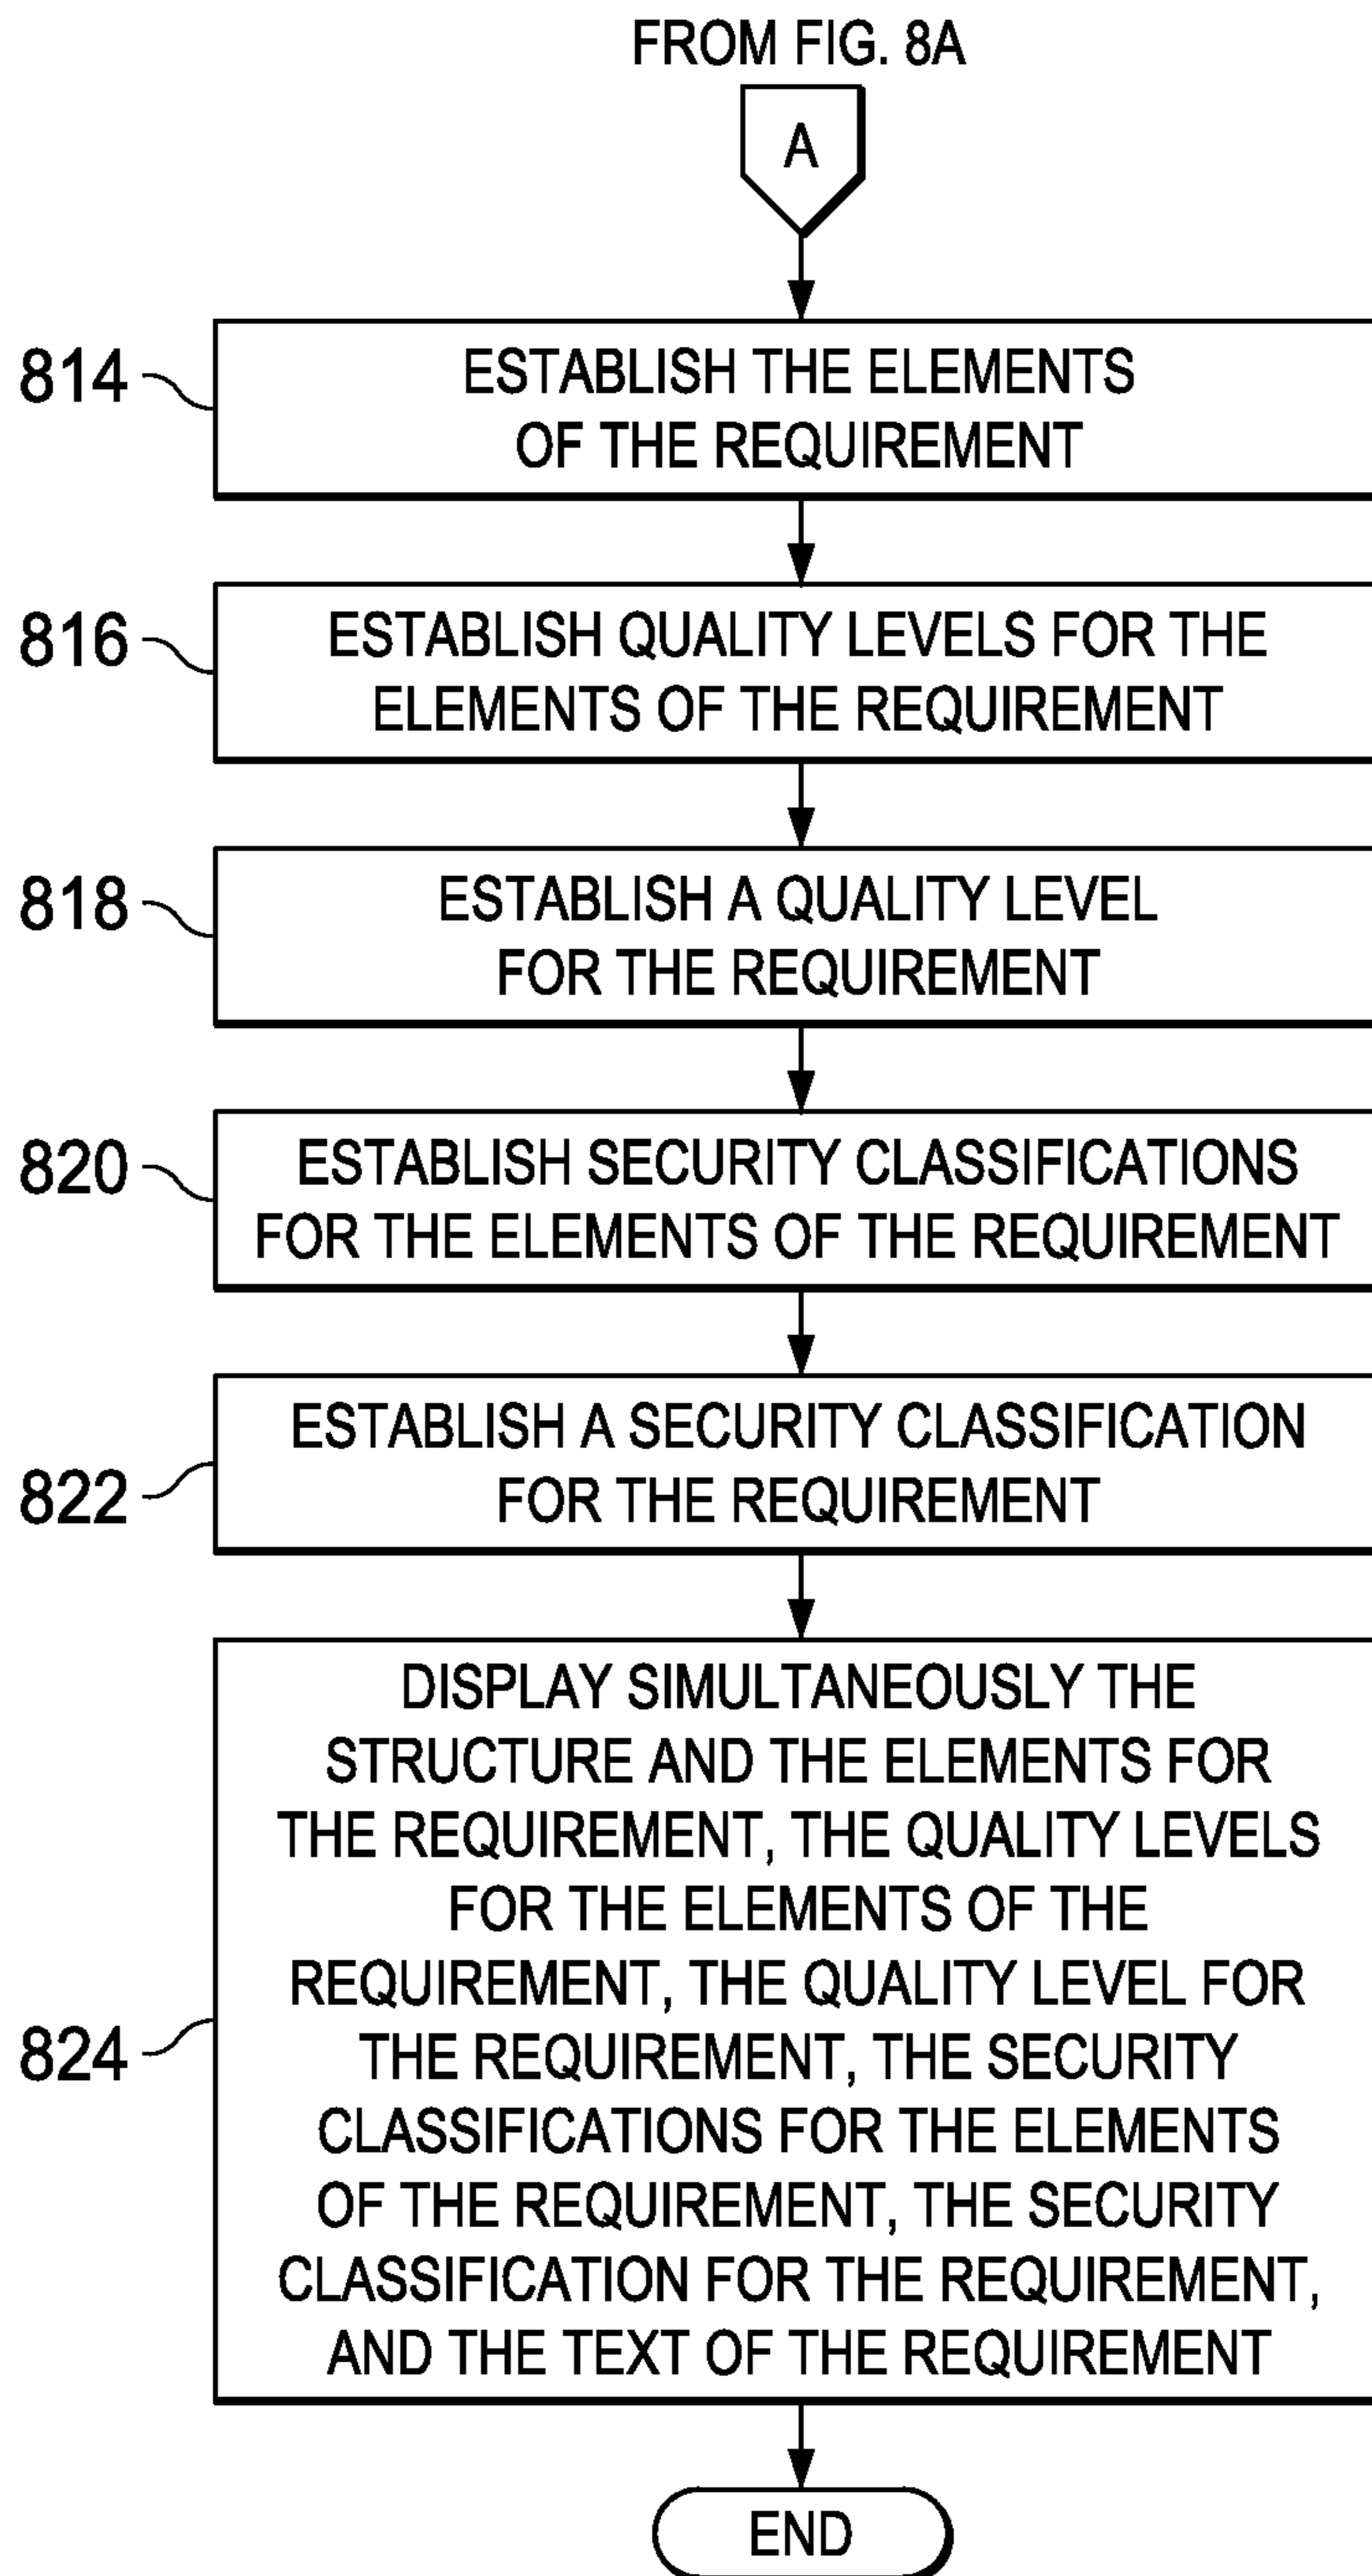 FROM FIG. 8A
A
814
ESTABLISH THE ELEMENTS
OF THE REQUIREMENT
816
ESTABLISH QUALITY LEVELS FOR THE
ELEMENTS OF THE REQUIREMENT
818
ESTABLISH A QUALITY LEVEL
FOR THE REQUIREMENT
820
ESTABLISH SECURITY CLASSIFICATIONS
FOR THE ELEMENTS OF THE REQUIREMENT
822
ESTABLISH A SECURITY CLASSIFICATION
FOR THE REQUIREMENT
824
DISPLAY SIMULTANEOUSLY THE
STRUCTURE AND THE ELEMENTS FOR
THE REQUIREMENT, THE QUALITY LEVELS
FOR THE ELEMENTS OF THE
REQUIREMENT, THE QUALITY LEVEL FOR
THE REQUIREMENT, THE SECURITY
CLASSIFICATIONS FOR THE ELEMENTS
OF THE REQUIREMENT, THE SECURITY
CLASSIFICATION FOR THE REQUIREMENT,
AND THE TEXT OF THE REQUIREMENT
END